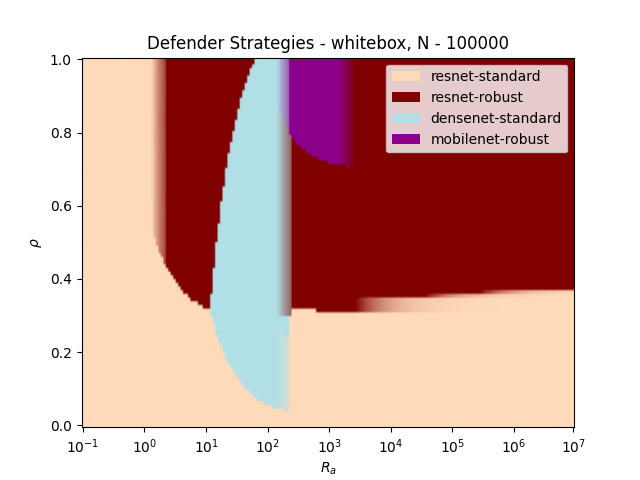 Defender Strategies - whitebox, N - 100000
1.0
0.8
0.6
0.4
0.2
0.0
ρ
resnet-standard
resnet-robust
densenet-standard
mobilenet-robust
10⁻¹ 10⁰ 10¹ 10² 10³ 10⁴ 10⁵ 10⁶ 10⁷
Rₐ